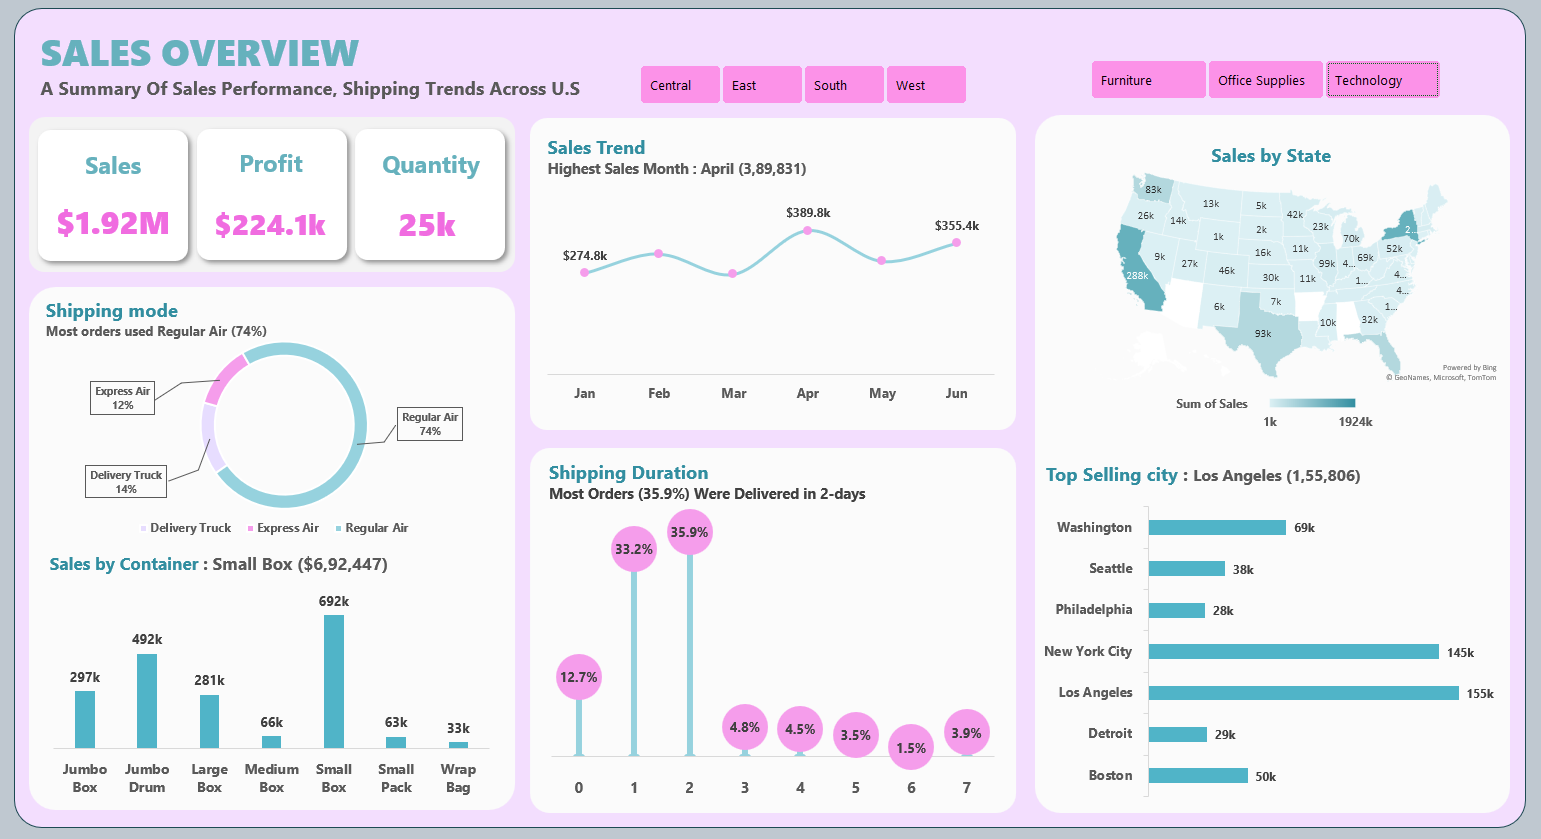 SALES OVERVIEW
A Summary Of Sales Performance, Shipping Trends Across U.S
Central
East
South
West
Furniture
Office Supplies
Technology
Sales
$1.92M
Profit
$224.1k
Quantity
25k
Shipping mode
Most orders used Regular Air (74%)
Express Air
12%
Regular Air
74%
Delivery Truck
14%
Delivery Truck
Express Air
Regular Air
Sales by Container : Small Box ($6,92,447)
297k
492k
281k
66k
692k
63k
33k
Jumbo Box
Jumbo Drum
Large Box
Medium Box
Small Box
Small Pack
Wrap Bag
Sales Trend
Highest Sales Month : April (3,89,831)
$274.8k
$389.8k
$355.4k
Jan
Feb
Mar
Apr
May
Jun
Shipping Duration
Most Orders (35.9%) Were Delivered in 2-days
12.7%
33.2%
35.9%
4.8%
4.5%
3.5%
1.5%
3.9%
0
1
2
3
4
5
6
7
Sales by State
83k
26k
14k
13k
1k
5k
2k
16k
42k
23k
70k
2...
52k
9k
27k
46k
30k
11k
99k
4...
69k
288k
11k
1...
4...
4...
6k
7k
1...
93k
10k
32k
Powered by Bing
© GeoNames, Microsoft, TomTom
Sum of Sales
1k
1924k
Top Selling city : Los Angeles (1,55,806)
Washington
69k
Seattle
38k
Philadelphia
28k
New York City
145k
Los Angeles
155k
Detroit
29k
Boston
50k